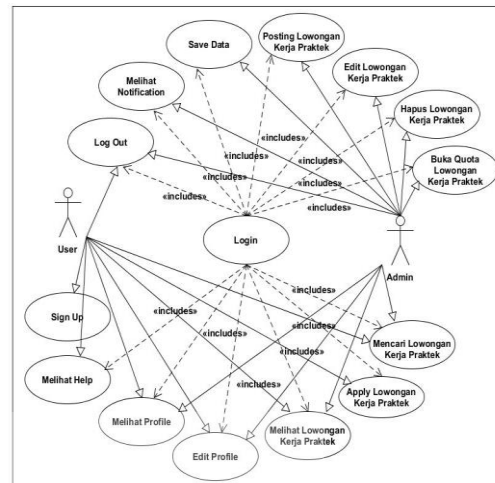 Save Data
Posting Lowongan
Kerja Praktek
Edit Lowongan
Kerja Praktek
Melihat
Notification
Hapus Lowongan
Kerja Praktek
Log Out
Buka Quota
Lowongan
Kerja Praktek
«includes»
«includes»
«includes»
«includes»
«includes»
«includes»
«includes»
«includes»
User
Login
Admin
Sign Up
Melihat Help
Melihat Profile
Edit Profile
Melihat Lowongan
Kerja Praktek
Apply Lowongan
Kerja Praktek
Mencari Lowongan
Kerja Praktek
«includes»
«includes»
«includes»
«includes»
«includes»
«includes»